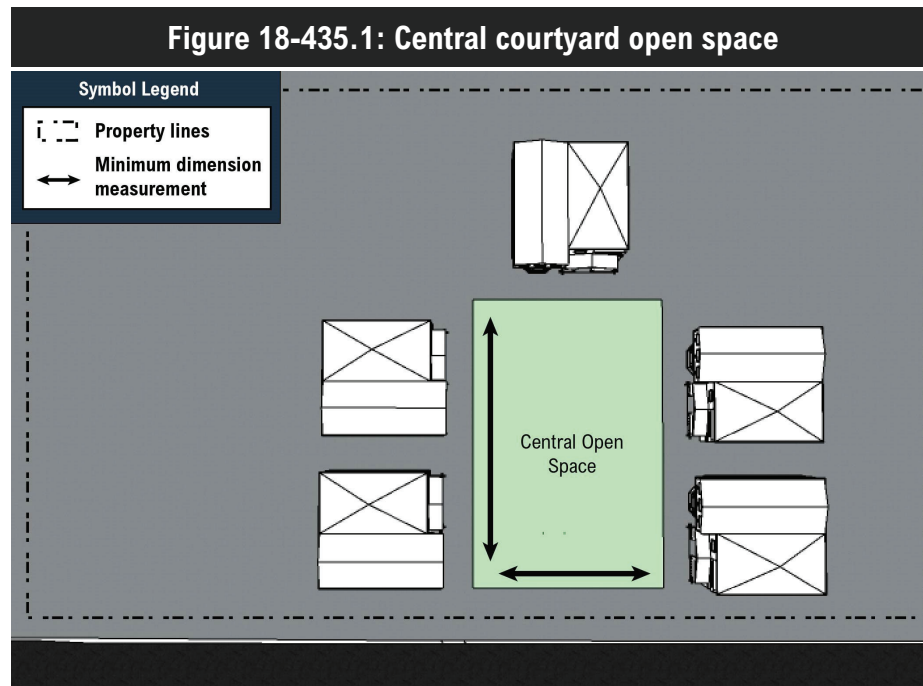 Figure 18-435.1: Central courtyard open space
Symbol Legend
Property lines
Minimum dimension
measurement
Central Open
Space